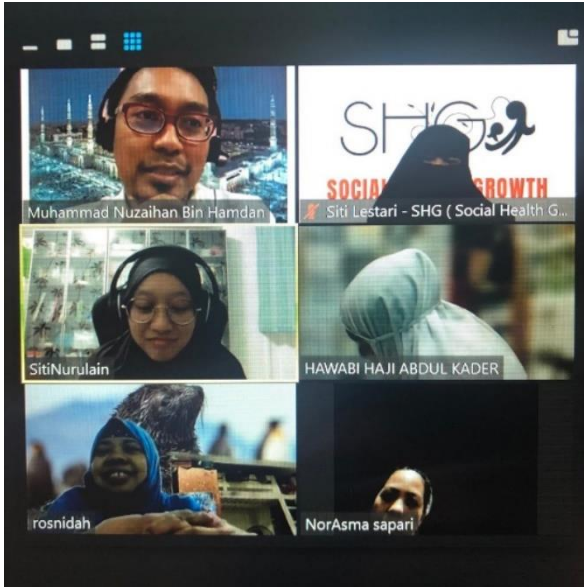 Muhammad Nuzaihan Bin Hamdan
SHG
SOCIAL GROWTH
Siti Lestari - SHG ( Social Health G...
SitiNurulain
HAWABI HAJI ABDUL KADER
rosnidah
NorAsma sapari